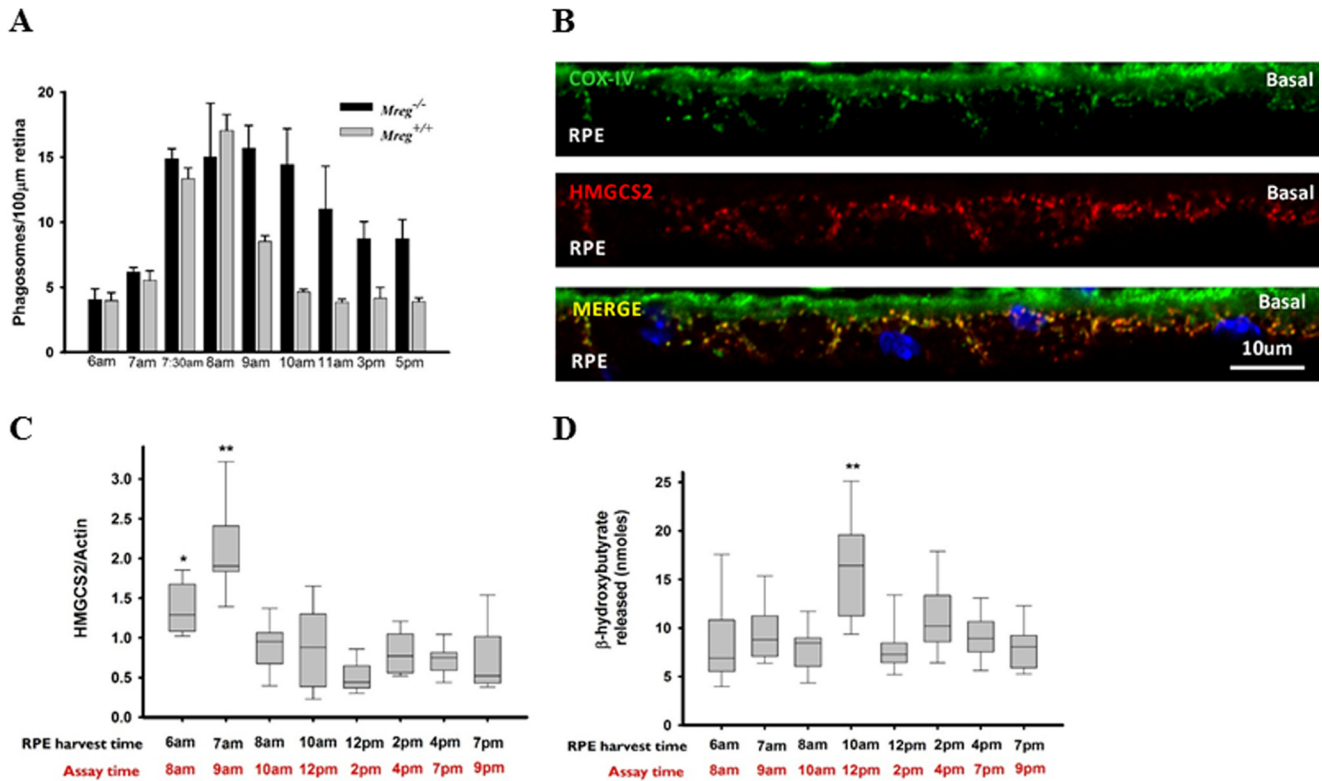 A
Phagosomes/100µm retina
20
15
10
5
0
Mreg-/-
Mreg+/+
6am 7am 7:30am 8am 9am 10am 11am 3pm 5pm
B
COX-IV
Basal
RPE
HMGCS2
Basal
RPE
MERGE
Basal
RPE
10um
C
HMGCS2/Actin
3.0
2.5
2.0
1.5
1.0
0.5
0.0
*
**
RPE harvest time 6am 7am 8am 10am 12pm 2pm 4pm 7pm
Assay time 8am 9am 10am 12pm 2pm 4pm 7pm 9pm
D
β-hydroxybutyrate
released (nmoles)
25
20
15
10
5
0
**
RPE harvest time 6am 7am 8am 10am 12pm 2pm 4pm 7pm
Assay time 8am 9am 10am 12pm 2pm 4pm 7pm 9pm